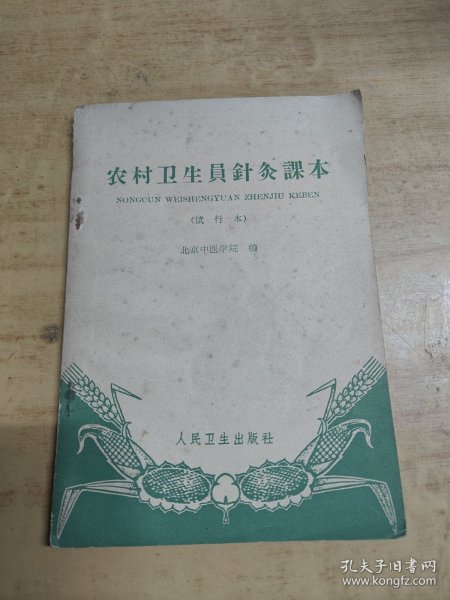 农村卫生員針灸課本
NONGCUN WEISHENGYUAN ZHENJIU KEBEN
(试行本)
北京中医学院 编
人民卫生出版社
孔夫子旧书网
www.kongfz.com